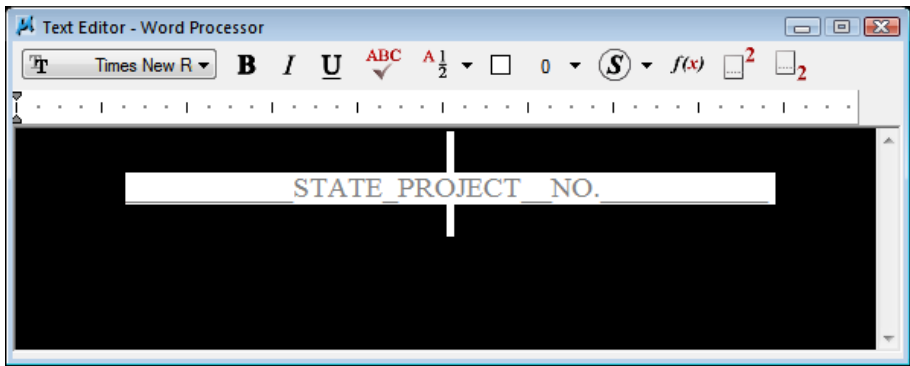 Text Editor - Word Processor
Times New R B I U ABC A 1/2 0 S f(x) 2 2
____________STATE_PROJECT__NO.____________